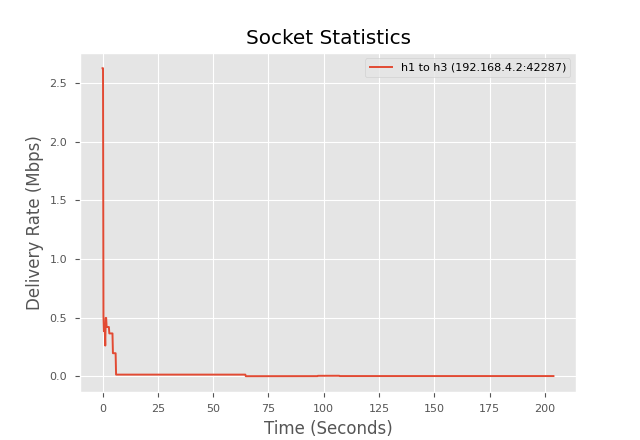 Socket Statistics
h1 to h3 (192.168.4.2:42287)
Delivery Rate (Mbps)
2.5
2.0
1.5
1.0
0.5
0.0
0 25 50 75 100 125 150 175 200
Time (Seconds)